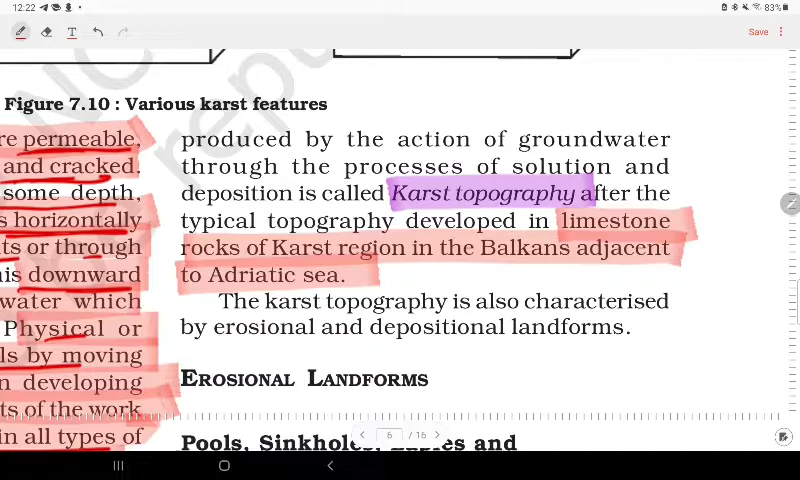 12:22
83%
T
Save
Figure 7.10 : Various karst features
re permeable,
and cracked.
some depth,
s horizontally
ts or through
nis downward
water which
Physical or
ls by moving
n developing
ts of the work
in all types of
produced by the action of groundwater
through the processes of solution and
deposition is called Karst topography after the
typical topography developed in limestone
rocks of Karst region in the Balkans adjacent
to Adriatic sea.
The karst topography is also characterised
by erosional and depositional landforms.
EROSIONAL LANDFORMS
Pools, Sinkholes, Lapies and
6 / 16